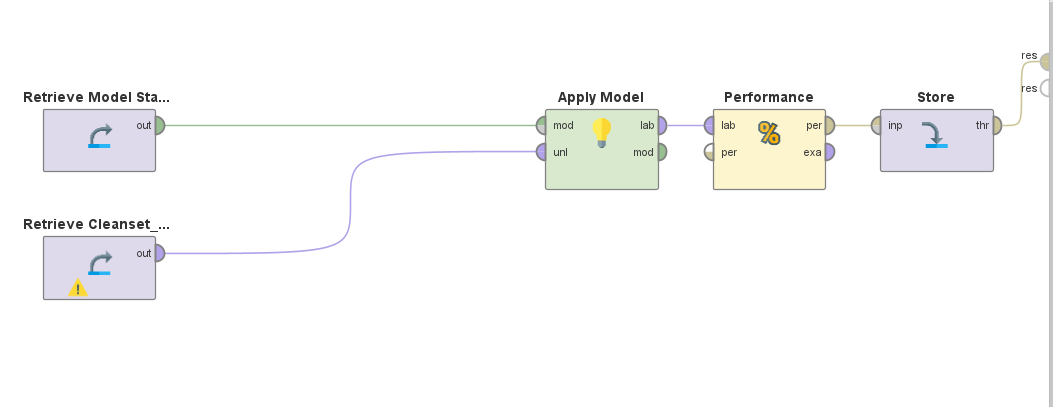 res
Retrieve Model Sta...
Apply Model
Performance
Store
res
out
mod
lab
lab
per
inp
thr
unl
mod
per
exa
Retrieve Cleanset_...
out